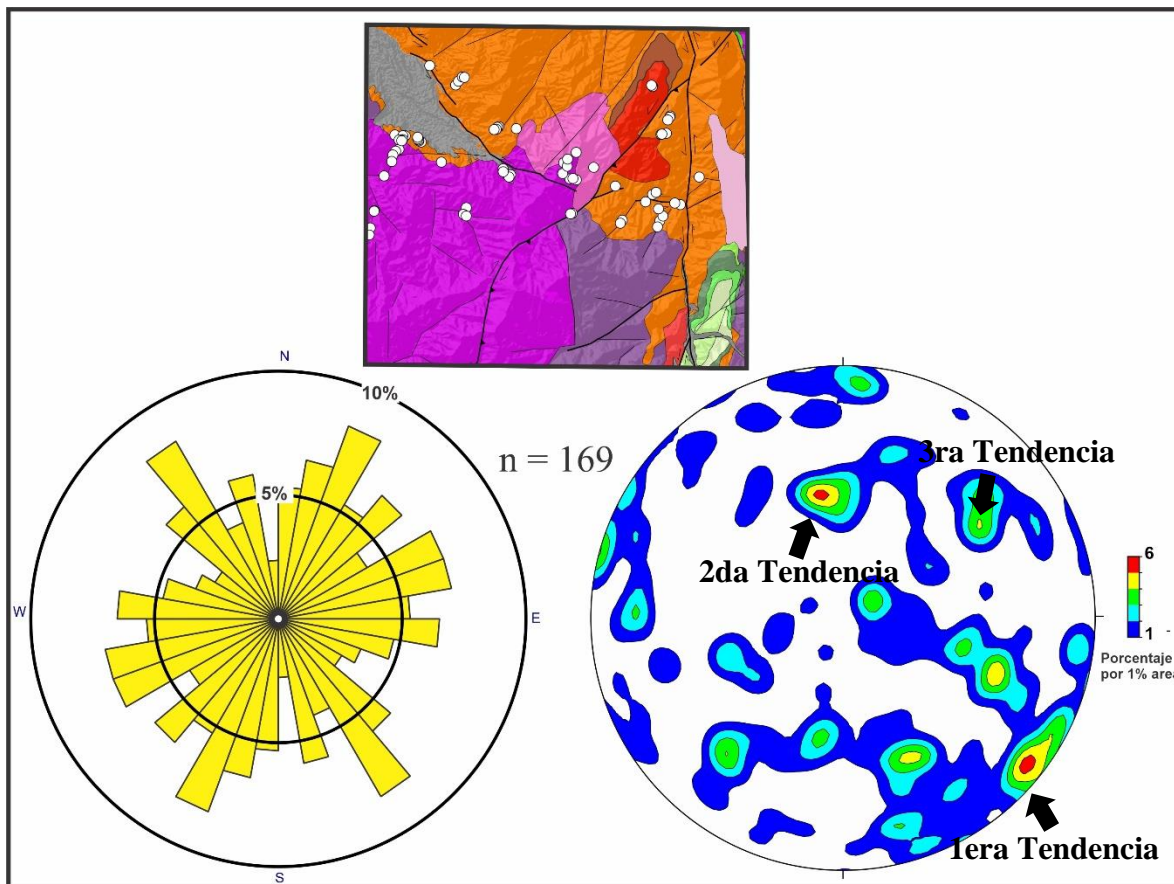 N
10%
n = 169
5%
W
E
S
3ra Tendencia
2da Tendencia
6
1
Porcentaje
por 1% area
1era Tendencia